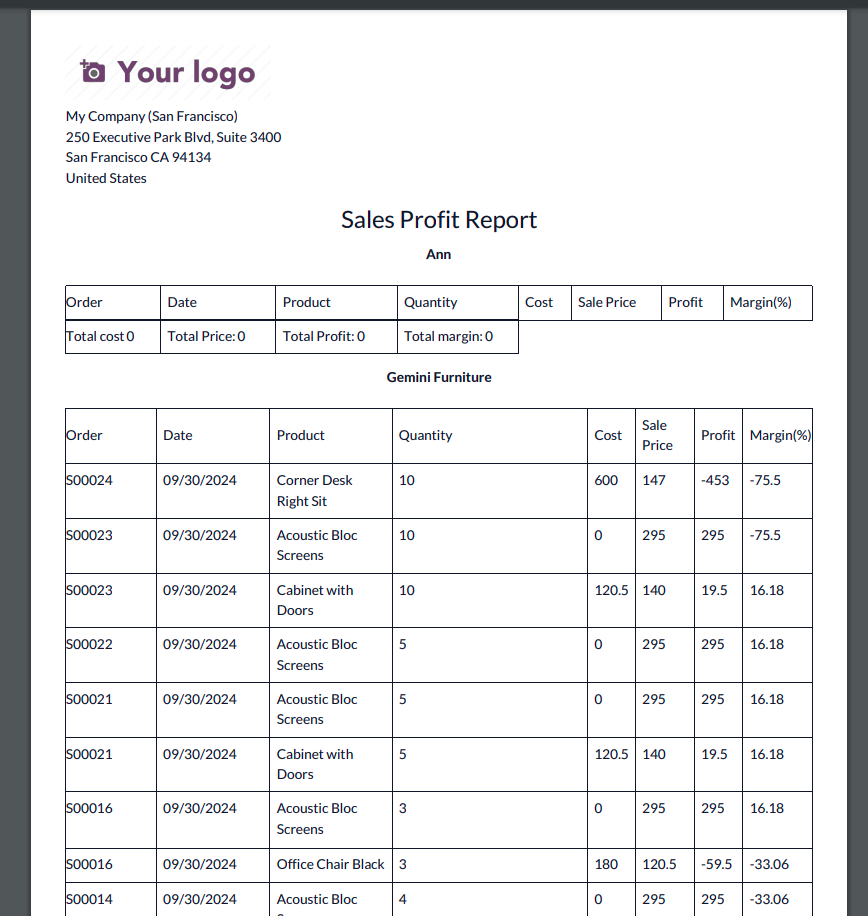 Your logo
My Company (San Francisco)
250 Executive Park Blvd, Suite 3400
San Francisco CA 94134
United States
Sales Profit Report
Ann
Order Date Product Quantity Cost Sale Price Profit Margin(%)
Total cost 0 Total Price: 0 Total Profit: 0 Total margin: 0
Gemini Furniture
Order Date Product Quantity Cost Sale Price Profit Margin(%)
S00024 09/30/2024 Corner Desk Right Sit 10 600 147 -453 -75.5
S00023 09/30/2024 Acoustic Bloc Screens 10 0 295 295 -75.5
S00023 09/30/2024 Cabinet with Doors 10 120.5 140 19.5 16.18
S00022 09/30/2024 Acoustic Bloc Screens 5 0 295 295 16.18
S00021 09/30/2024 Acoustic Bloc Screens 5 0 295 295 16.18
S00021 09/30/2024 Cabinet with Doors 5 120.5 140 19.5 16.18
S00016 09/30/2024 Acoustic Bloc Screens 3 0 295 295 16.18
S00016 09/30/2024 Office Chair Black 3 180 120.5 -59.5 -33.06
S00014 09/30/2024 Acoustic Bloc 4 0 295 295 -33.06